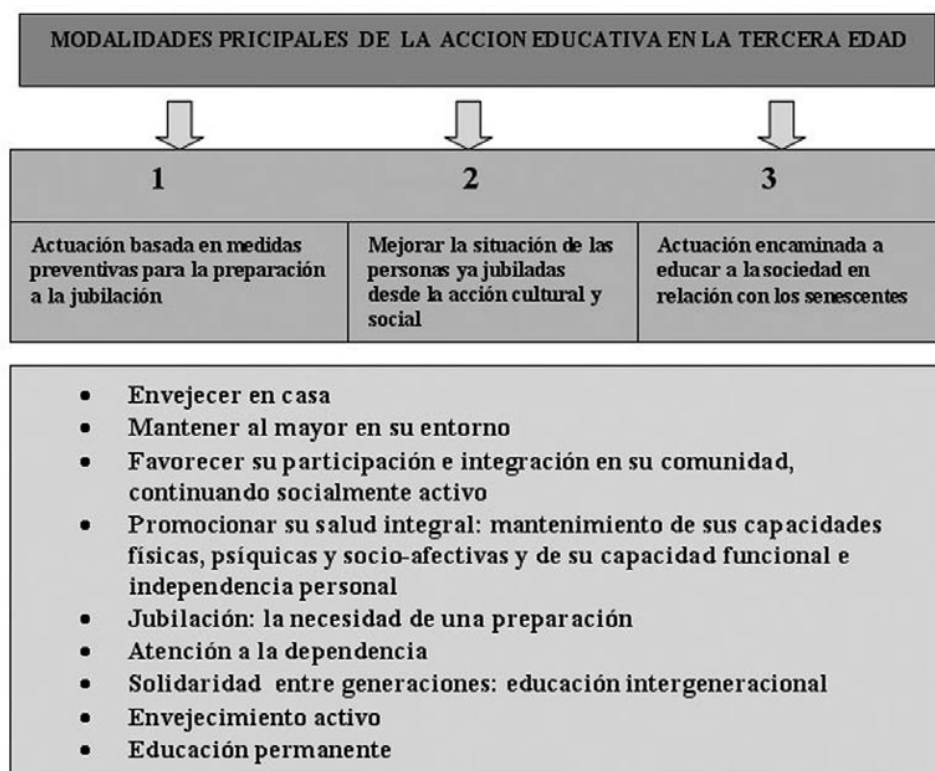 MODALIDADES PRICIPALES DE LA ACCION EDUCATIVA EN LA TERCERA EDAD
1
2
3
Actuación basada en medidas
preventivas para la preparación
a la jubilación
Mejorar la situación de las
personas ya jubiladas
desde la acción cultural y
social
Actuación encaminada a
educar a la sociedad en
relación con los senescentes
• Envejecer en casa
• Mantener al mayor en su entorno
• Favorecer su participación e integración en su comunidad,
continuando socialmente activo
• Promocionar su salud integral: mantenimiento de sus capacidades
físicas, psíquicas y socio-afectivas y de su capacidad funcional e
independencia personal
• Jubilación: la necesidad de una preparación
• Atención a la dependencia
• Solidaridad entre generaciones: educación intergeneracional
• Envejecimiento activo
• Educación permanente